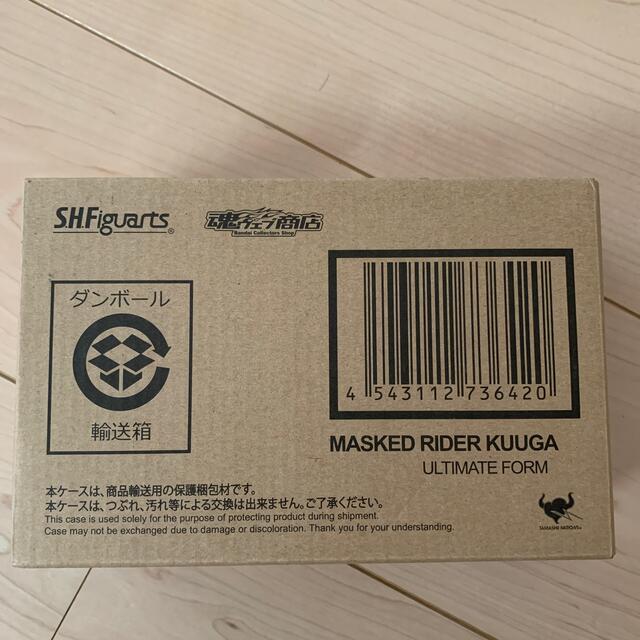 S.H.Figuarts®
魂ウェブ商店
Bandai Collectors Shop
ダンボール
輸送箱
4 543112 736420
MASKED RIDER KUUGA
ULTIMATE FORM
本ケースは、商品輸送用の保護梱包材です。
本ケースは、つぶれ、汚れ等による交換は出来ません。ご了承ください。
This case is used solely for the purpose of protecting product during shipment.
Case may not be exchanged due to damage or discoloration. Thank you for your understanding.
TAMASHII NATIONS